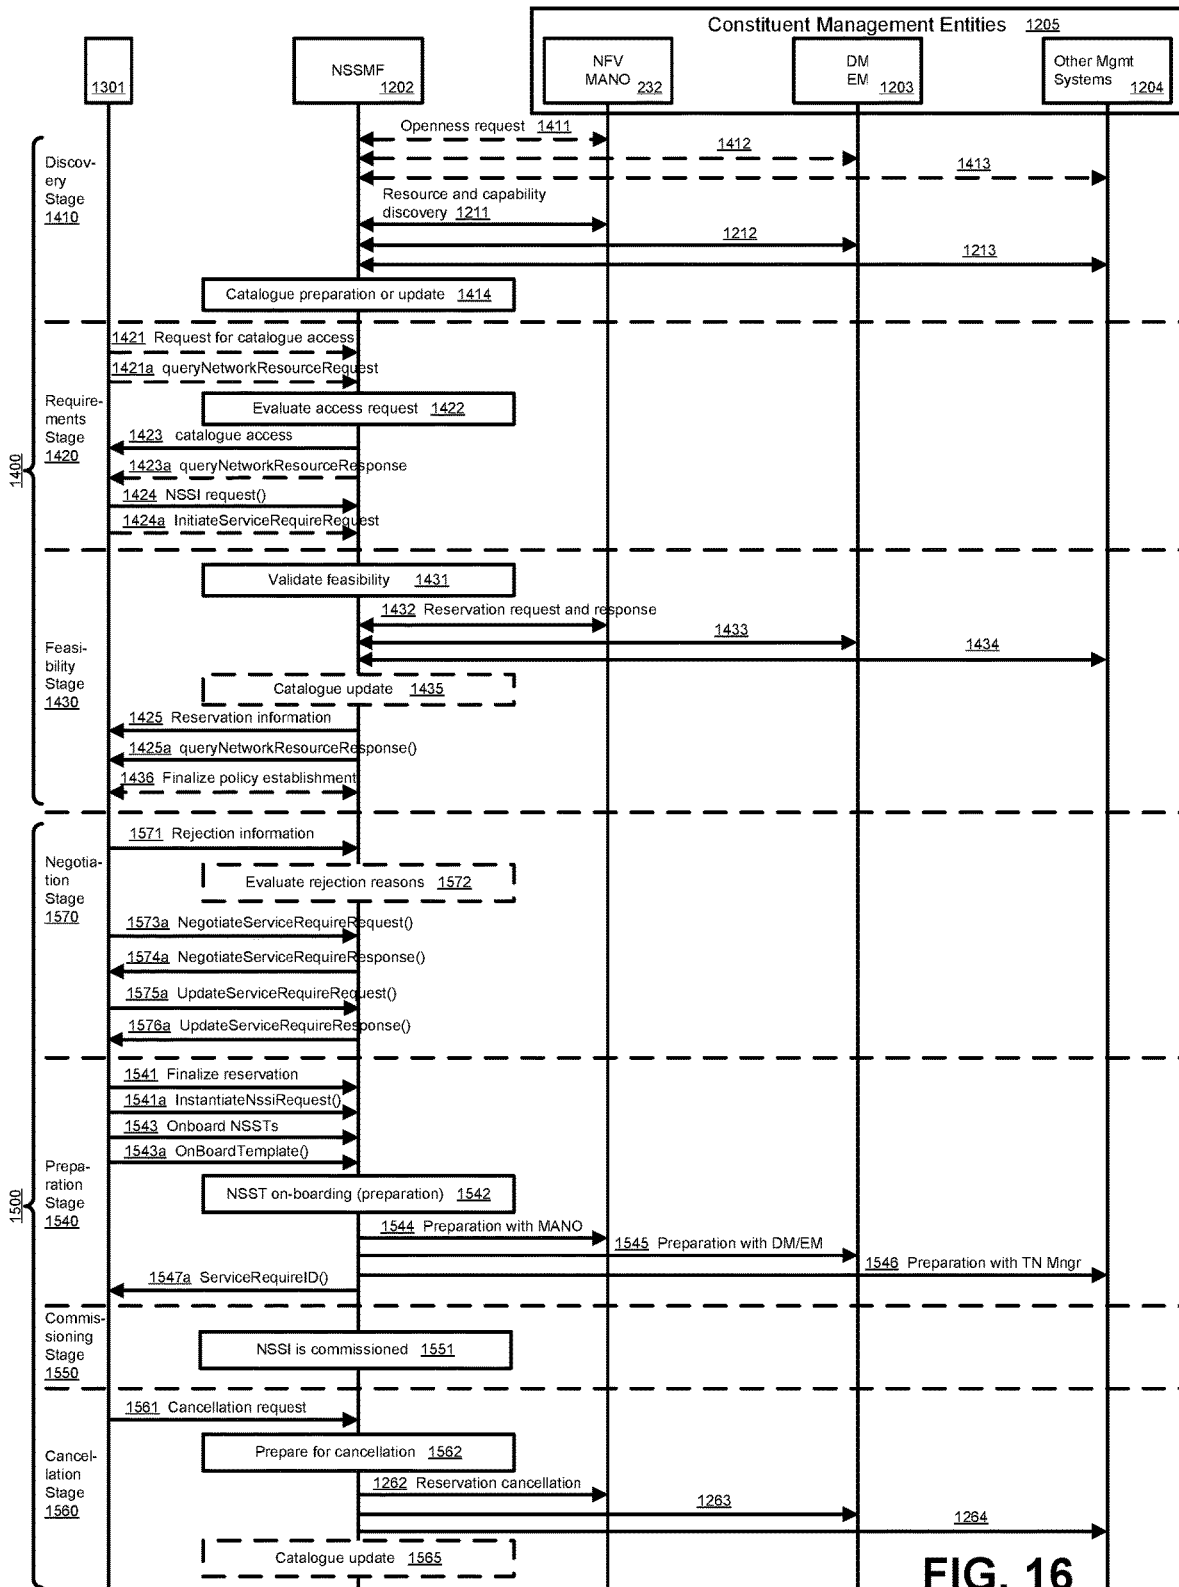 Constituent Management Entities 1205
1301
NSSMF
1202
NFV
MANO 232
DM
EM 1203
Other Mgmt
Systems 1204
1400
Discov-
ery
Stage
1410
Openness request 1411
1412
1413
Resource and capability
discovery 1211
1212
1213
Catalogue preparation or update 1414
Require-
ments
Stage
1420
1421 Request for catalogue access
1421a queryNetworkResourceRequest
Evaluate access request 1422
1423 catalogue access
1423a queryNetworkResourceResponse
1424 NSSI request()
1424a InitiateServiceRequireRequest
Feasi-
bility
Stage
1430
Validate feasibility 1431
1432 Reservation request and response
1433
1434
Catalogue update 1435
1425 Reservation information
1425a queryNetworkResourceResponse()
1436 Finalize policy establishment
1500
Negotia-
tion
Stage
1570
1571 Rejection information
Evaluate rejection reasons 1572
1573a NegotiateServiceRequireRequest()
1574a NegotiateServiceRequireResponse()
1575a UpdateServiceRequireRequest()
1576a UpdateServiceRequireResponse()
Prepa-
ration
Stage
1540
1541 Finalize reservation
1541a InstantiateNssiRequest()
1543 Onboard NSSTs
1543a OnBoardTemplate()
NSST on-boarding (preparation) 1542
1544 Preparation with MANO
1545 Preparation with DM/EM
1546 Preparation with TN Mngr
1547a ServiceRequireID()
Commis-
sioning
Stage
1550
NSSI is commissioned 1551
Cancel-
lation
Stage
1560
1561 Cancellation request
Prepare for cancellation 1562
1262 Reservation cancellation
1263
1264
Catalogue update 1565
FIG. 16